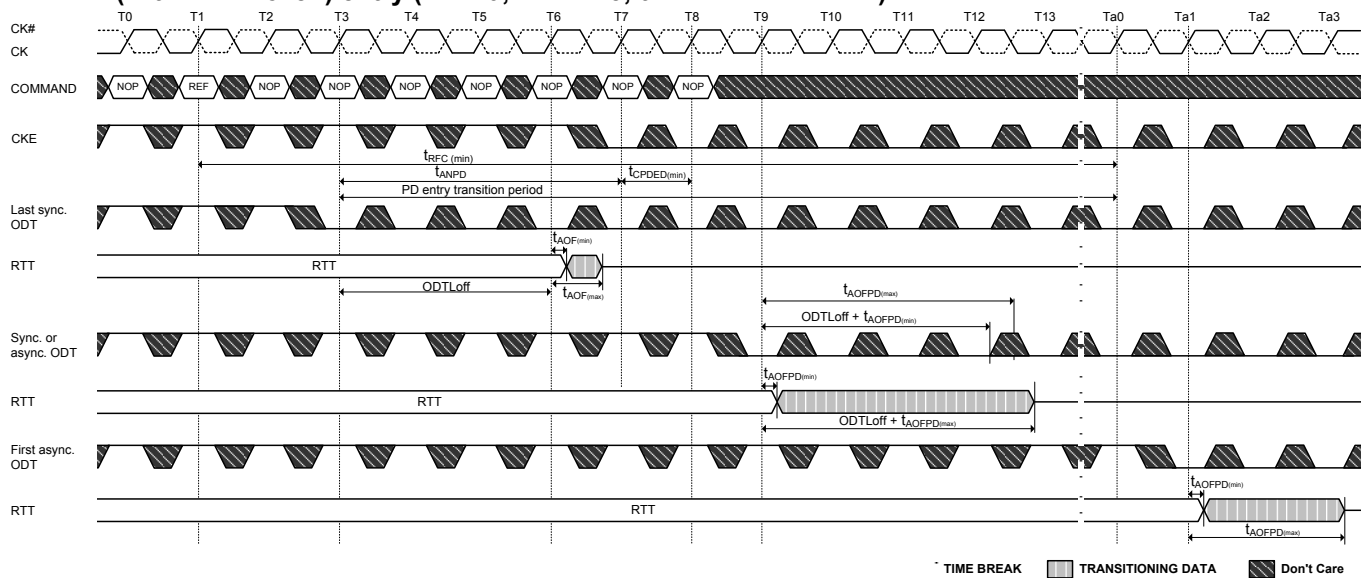 T0 T1 T2 T3 T4 T5 T6 T7 T8 T9 T10 T11 T12 T13 Ta0 Ta1 Ta2 Ta3
CK#
CK
COMMAND NOP REF NOP NOP NOP NOP NOP NOP NOP
CKE
tRFC (min)
tANPD tCPDED(min)
PD entry transition period
Last sync.
ODT
tAOF(min)
RTT RTT
ODTLoff tAOF(max)
tAOFPD(max)
ODTLoff + tAOFPD(min)
Sync. or
async. ODT
tAOFPD(min)
RTT RTT
ODTLoff + tAOFPD(max)
First async.
ODT
tAOFPD(min)
RTT RTT
tAOFPD(max)
TIME BREAK TRANSITIONING DATA Don't Care